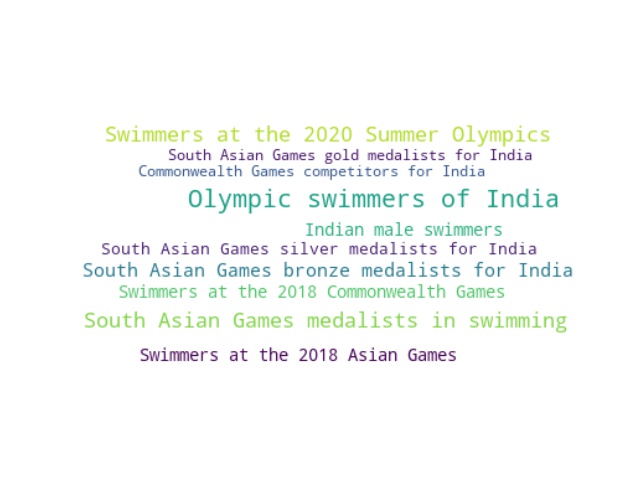 Swimmers at the 2020 Summer Olympics
South Asian Games gold medalists for India
Commonwealth Games competitors for India
Olympic swimmers of India
Indian male swimmers
South Asian Games silver medalists for India
South Asian Games bronze medalists for India
Swimmers at the 2018 Commonwealth Games
South Asian Games medalists in swimming
Swimmers at the 2018 Asian Games